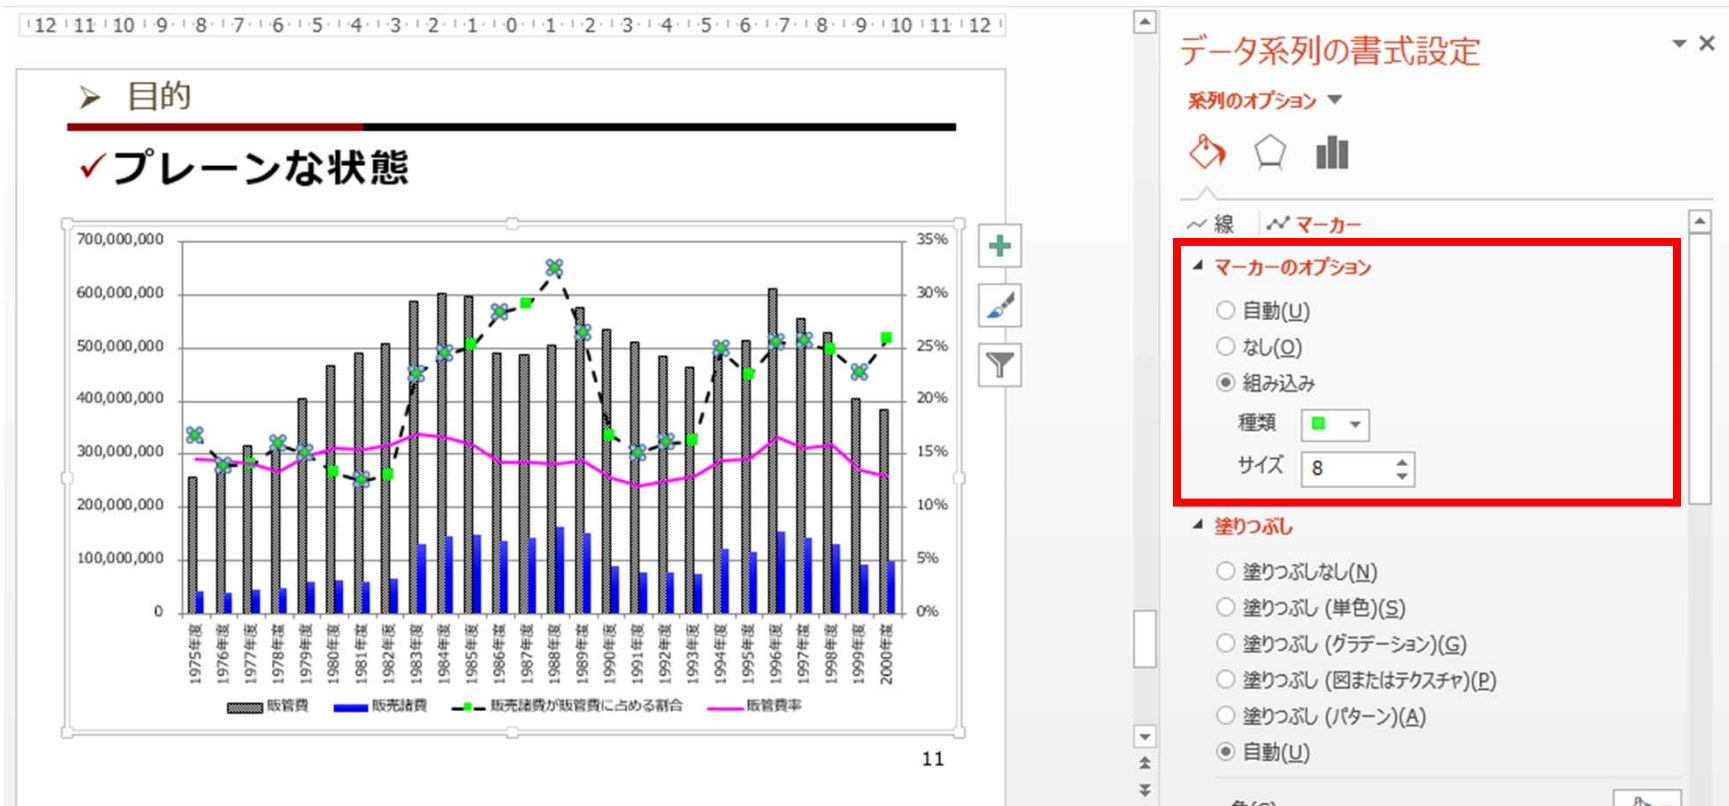 12 11 10 9 8 7 6 5 4 3 2 1 0 1 2 3 4 5 6 7 8 9 10 11 12
目的
プレーンな状態
700,000,000
600,000,000
500,000,000
400,000,000
300,000,000
200,000,000
100,000,000
0
35%
30%
25%
20%
15%
10%
5%
0%
1975年度 1976年度 1977年度 1978年度 1979年度 1980年度 1981年度 1982年度 1983年度 1984年度 1985年度 1986年度 1987年度 1988年度 1989年度 1990年度 1991年度 1992年度 1993年度 1994年度 1995年度 1996年度 1997年度 1998年度 1999年度 2000年度
販管費 販売諸費 販売諸費が販管費に占める割合 販管費率
11
データ系列の書式設定
系列のオプション
線 マーカー
マーカーのオプション
自動(U)
なし(O)
組み込み
種類
サイズ 8
塗りつぶし
塗りつぶしなし(N)
塗りつぶし (単色)(S)
塗りつぶし (グラデーション)(G)
塗りつぶし (図またはテクスチャ)(P)
塗りつぶし (パターン)(A)
自動(U)